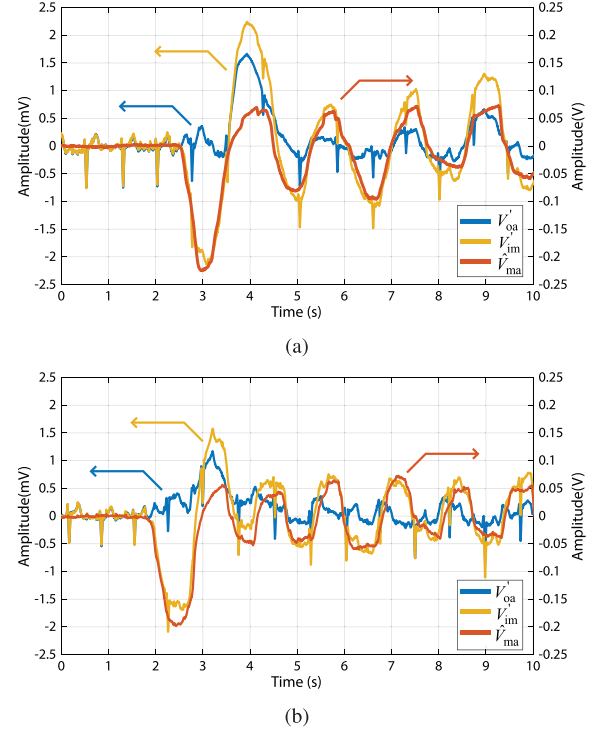 2.5
2
1.5
1
0.5
0
-0.5
-1
-1.5
-2
-2.5
Amplitude(mV)
0.25
0.2
0.15
0.1
0.05
0
-0.05
-0.1
-0.15
-0.2
-0.25
Amplitude(V)
V'oa
V'im
V̂ma
0 1 2 3 4 5 6 7 8 9 10
Time (s)
(a)
2.5
2
1.5
1
0.5
0
-0.5
-1
-1.5
-2
-2.5
Amplitude(mV)
0.25
0.2
0.15
0.1
0.05
0
-0.05
-0.1
-0.15
-0.2
-0.25
Amplitude(V)
V'oa
V'im
V̂ma
0 1 2 3 4 5 6 7 8 9 10
Time (s)
(b)